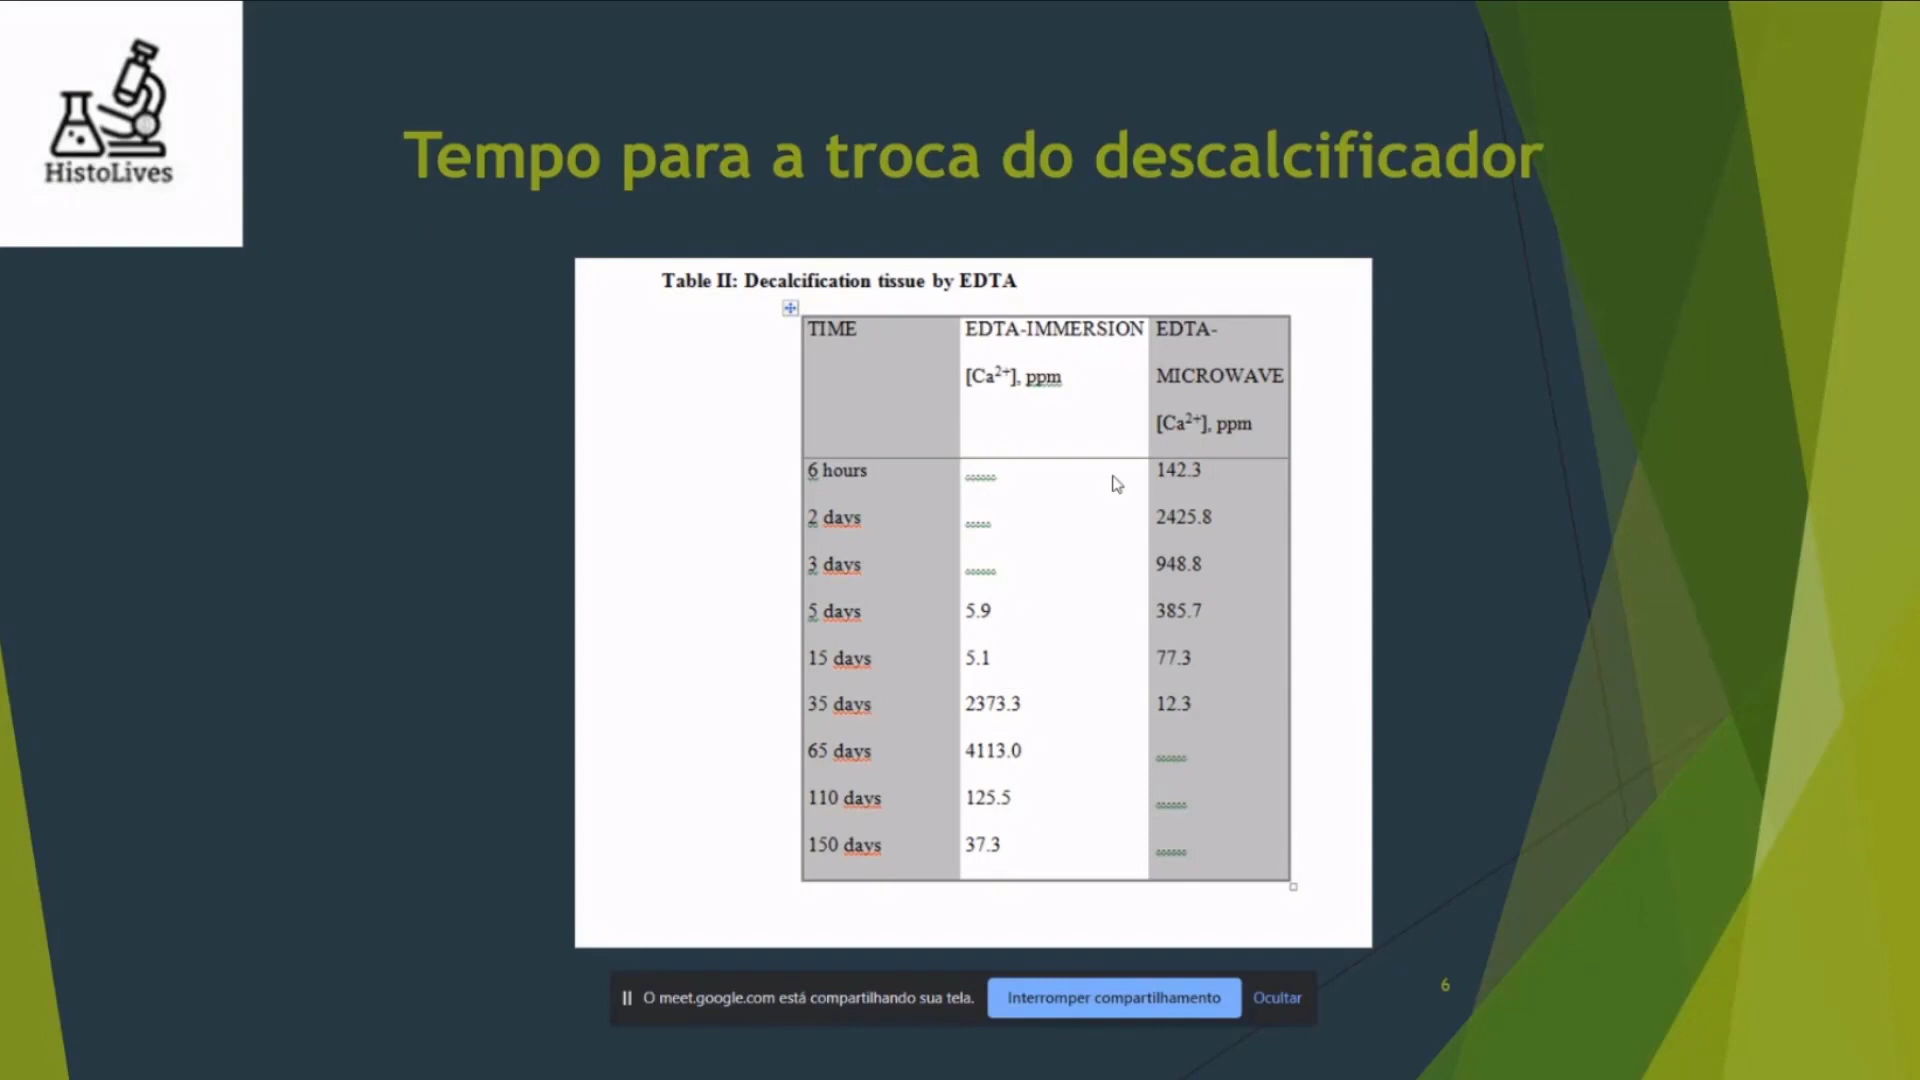 HistoLives
Tempo para a troca do descalcificador
Table II: Decalcification tissue by EDTA
TIME EDTA-IMMERSION [Ca²⁺], ppm EDTA-MICROWAVE [Ca²⁺], ppm
6 hours ...... 142.3
2 days ..... 2425.8
3 days ...... 948.8
5 days 5.9 385.7
15 days 5.1 77.3
35 days 2373.3 12.3
65 days 4113.0 ......
110 days 125.5 ......
150 days 37.3 ......
O meet.google.com está compartilhando sua tela. Interromper compartilhamento Ocultar
6